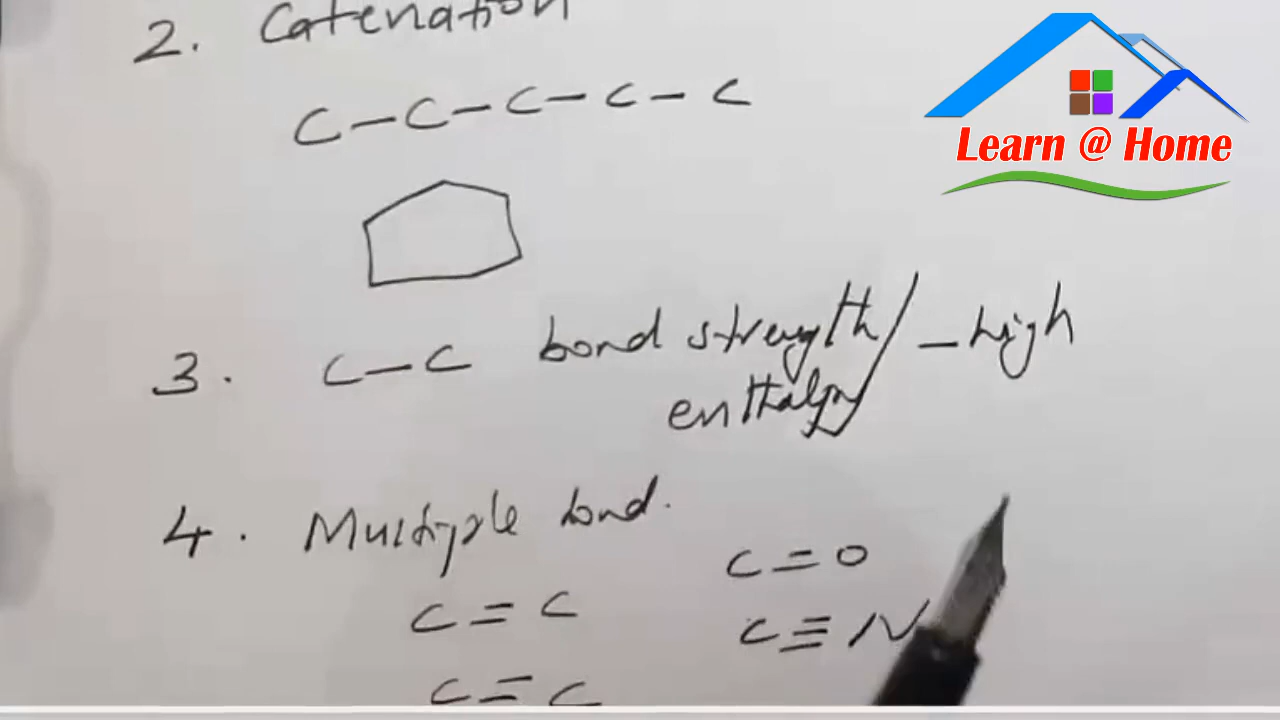 2. Catenation
C-C-C-C-C
3. C-C bond strength/ - high
enthalpy
4. Multiple bond.
C=C C=O
C≡C C≡N
Learn @ Home